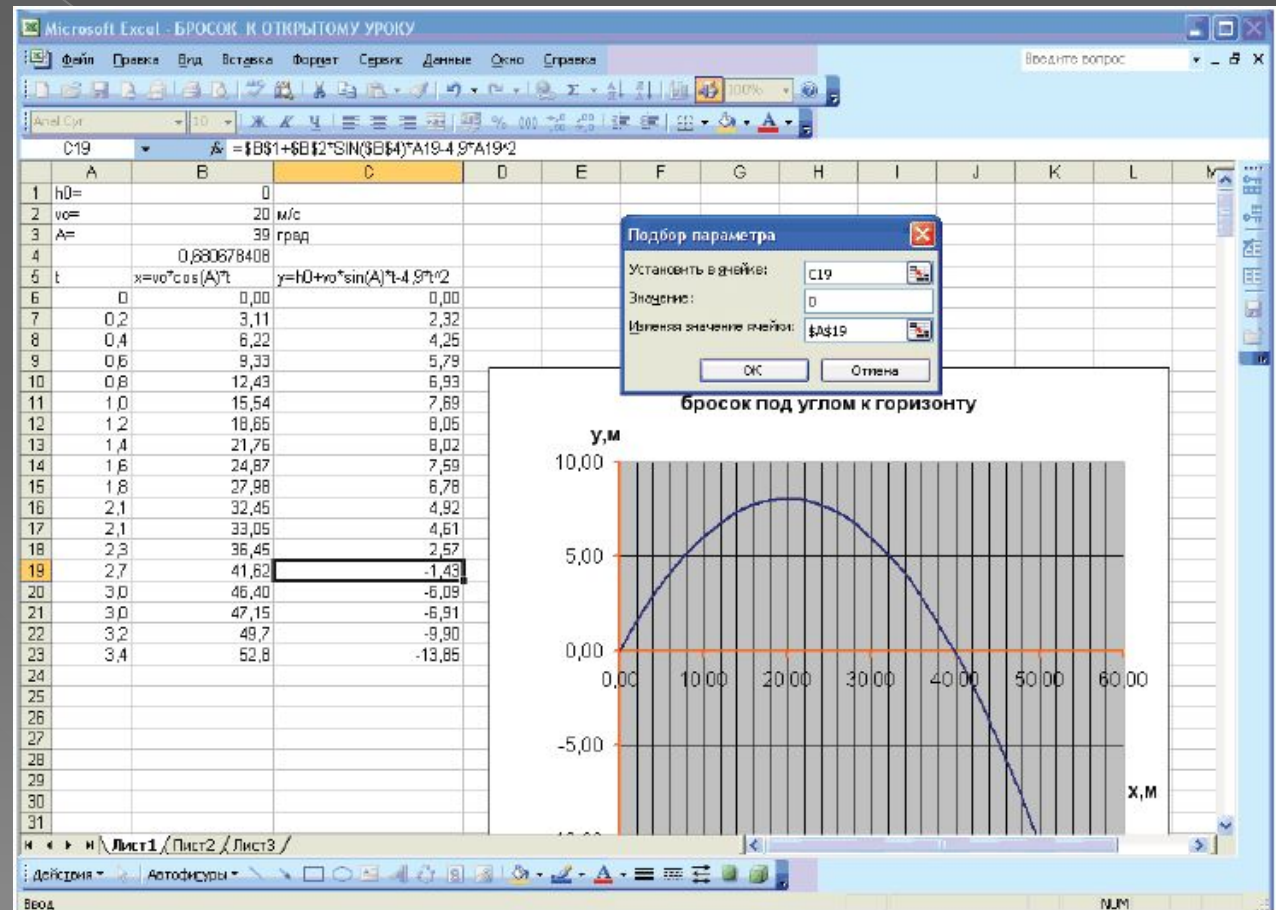 Microsoft Excel - БРОСОК К ОТКРЫТОМУ УРОКУ
Файл Правка Вид Вставка Формат Сервис Данные Окно Справка Введите вопрос
100%
Arial Cyr 10 Ж К Ч
C19 fx =$B$1+$B$2*SIN($B$4)*A19-4,9*A19^2
A B C D E F G H I J K L M
1 h0= 0
2 vo= 20 м/с
3 A= 39 град
4 0,680678408
5 t x=vo*cos(A)*t y=h0+vo*sin(A)*t-4,9*t^2
6 0 0,00 0,00
7 0,2 3,11 2,32
8 0,4 6,22 4,25
9 0,6 9,33 5,79
10 0,8 12,43 6,93
11 1,0 15,54 7,69
12 1,2 18,65 8,05
13 1,4 21,76 8,02
14 1,6 24,87 7,59
15 1,8 27,98 6,78
16 2,1 32,45 4,92
17 2,1 33,05 4,61
18 2,3 36,45 2,57
19 2,7 41,62 -1,43
20 3,0 46,40 -6,09
21 3,0 47,15 -6,91
22 3,2 49,7 -9,90
23 3,4 52,8 -13,85
24
25
26
27
28
29
30
31
Подбор параметра
Установить в ячейке: C19
Значение: 0
Изменяя значение ячейки: $A$19
ОК Отмена
бросок под углом к горизонту
у,м
10,00
5,00
0,00
0,00 10,00 20,00 30,00 40,00 50,00 60,00
-5,00
х,м
Лист1 Лист2 Лист3
Действия Автофигуры
Ввод NUM